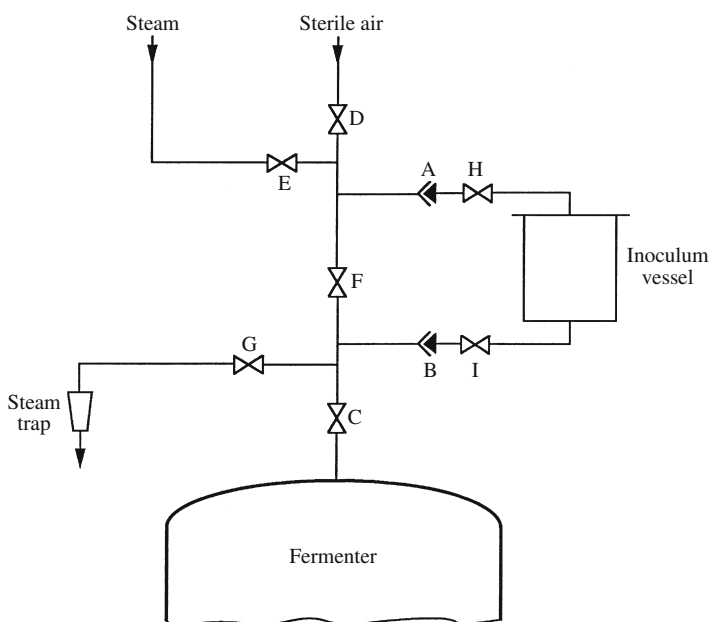 Steam
Sterile air
D
E
A
H
Inoculum
vessel
F
G
B
I
Steam
trap
C
Fermenter